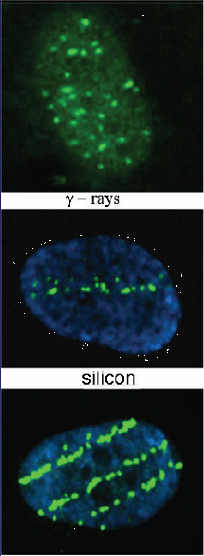 γ – rays
silicon